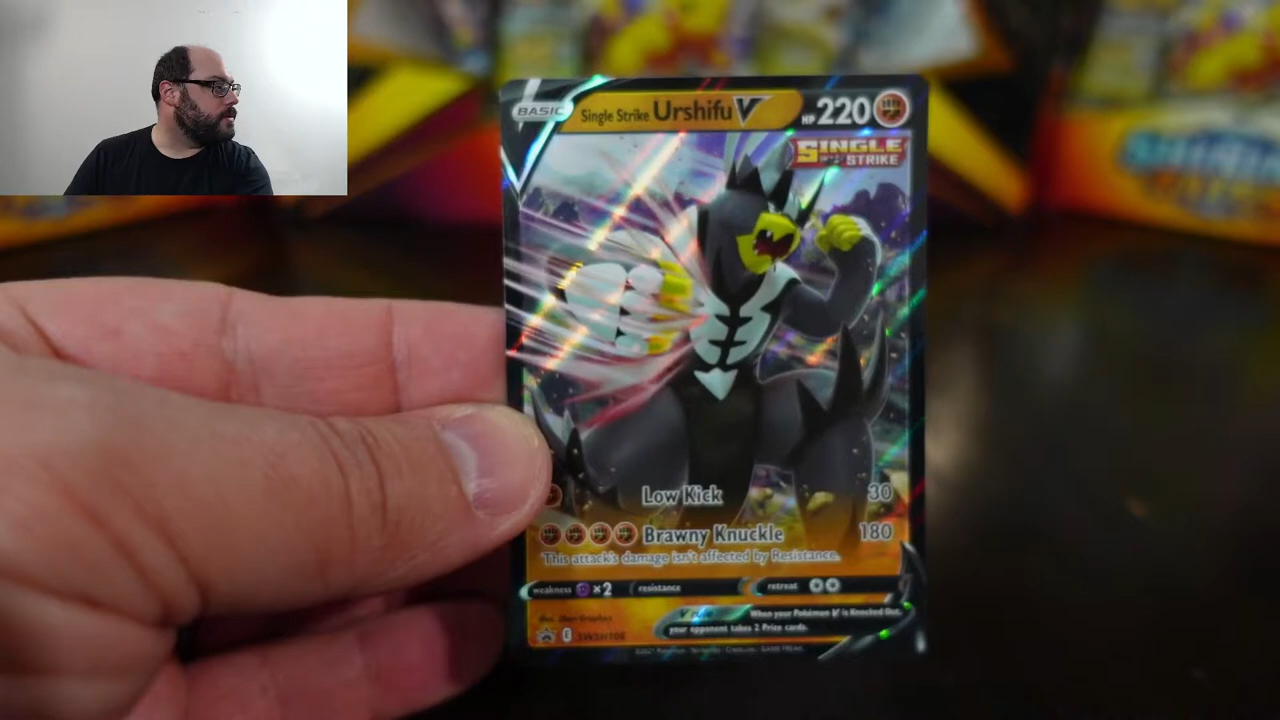 BASIC Single Strike Urshifu V HP 220
SINGLE
STRIKE
Low Kick 30
Brawny Knuckle 180
This attack's damage isn't affected by Resistance.
weakness ×2 resistance retreat
When your Pokémon V is Knocked Out,
your opponent takes 2 Prize cards.
E